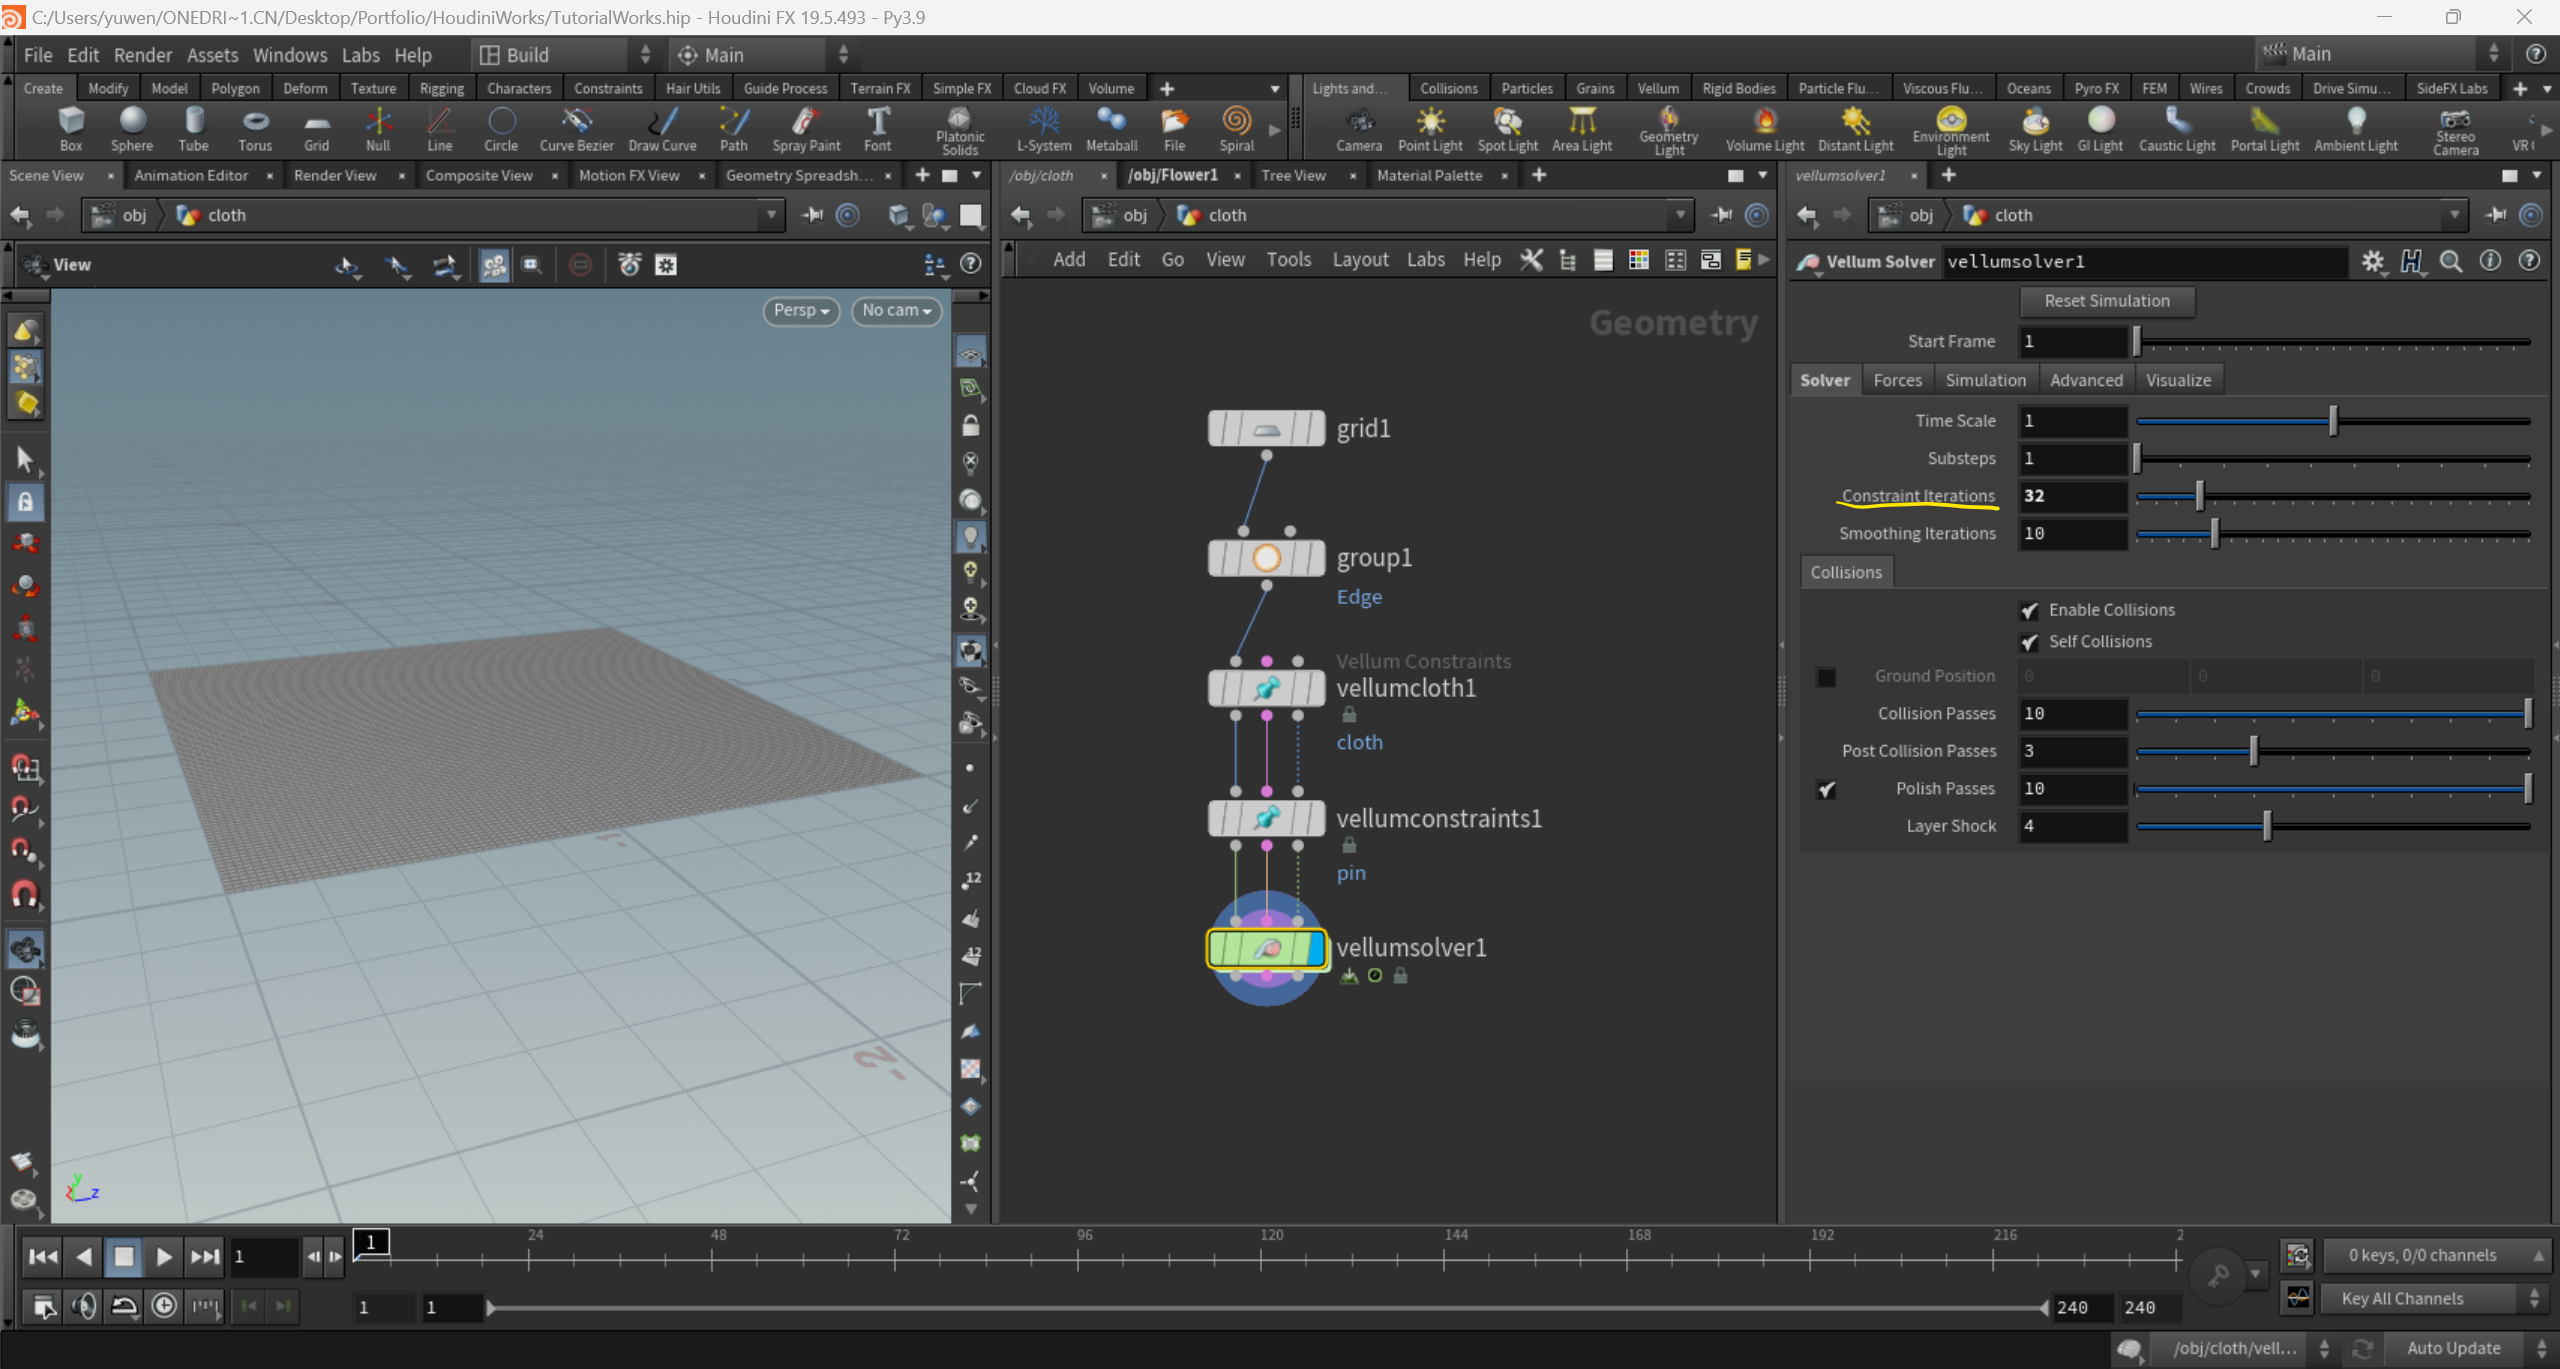 C:/Users/yuwen/ONEDRI~1.CN/Desktop/Portfolio/HoudiniWorks/TutorialWorks.hip - Houdini FX 19.5.493 - Py3.9
File Edit Render Assets Windows Labs Help Build Main Main
Create Modify Model Polygon Deform Texture Rigging Characters Constraints Hair Utils Guide Process Terrain FX Simple FX Cloud FX Volume
Lights and... Collisions Particles Grains Vellum Rigid Bodies Particle Flu... Viscous Flu... Oceans Pyro FX FEM Wires Crowds Drive Simu... SideFX Labs
Box Sphere Tube Torus Grid Null Line Circle Curve Bezier Draw Curve Path Spray Paint Font Platonic Solids L-System Metaball File Spiral
Camera Point Light Spot Light Area Light Geometry Light Volume Light Distant Light Environment Light Sky Light GI Light Caustic Light Portal Light Ambient Light Stereo Camera
Scene View Animation Editor Render View Composite View Motion FX View Geometry Spreadsh...
/obj/cloth /obj/Flower1 Tree View Material Palette
vellumsolver1
obj cloth
obj cloth
obj cloth
View
Persp No cam
Add Edit Go View Tools Layout Labs Help
Geometry
grid1
group1
Edge
Vellum Constraints
vellumcloth1
cloth
vellumconstraints1
pin
vellumsolver1
Vellum Solver vellumsolver1
Reset Simulation
Start Frame 1
Solver Forces Simulation Advanced Visualize
Time Scale 1
Substeps 1
Constraint Iterations 32
Smoothing Iterations 10
Collisions
Enable Collisions
Self Collisions
Ground Position 0 0 0
Collision Passes 10
Post Collision Passes 3
Polish Passes 10
Layer Shock 4
12
12
-2
y
x z
1 1 24 48 72 96 120 144 168 192 216 2
0 keys, 0/0 channels
1 1 240 240
Key All Channels
/obj/cloth/vell... Auto Update